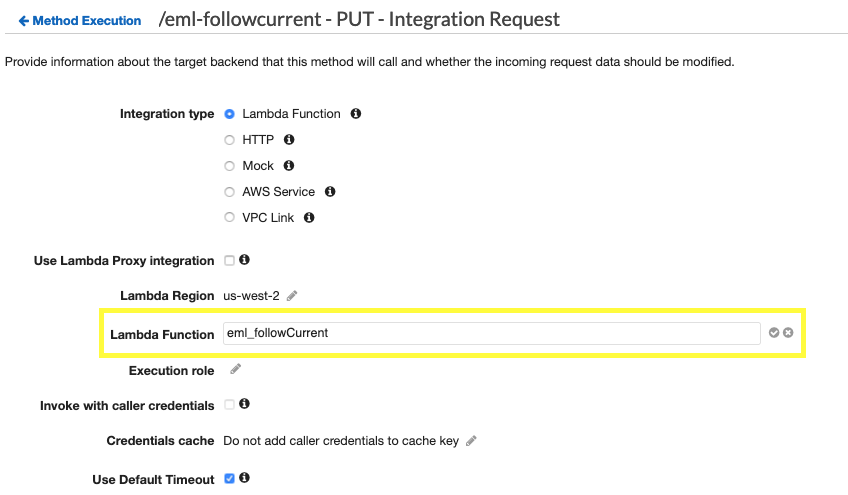 Method Execution /eml-followcurrent - PUT - Integration Request
Provide information about the target backend that this method will call and whether the incoming request data should be modified.
Integration type Lambda Function
HTTP
Mock
AWS Service
VPC Link
Use Lambda Proxy integration
Lambda Region us-west-2
Lambda Function eml_followCurrent
Execution role
Invoke with caller credentials
Credentials cache Do not add caller credentials to cache key
Use Default Timeout